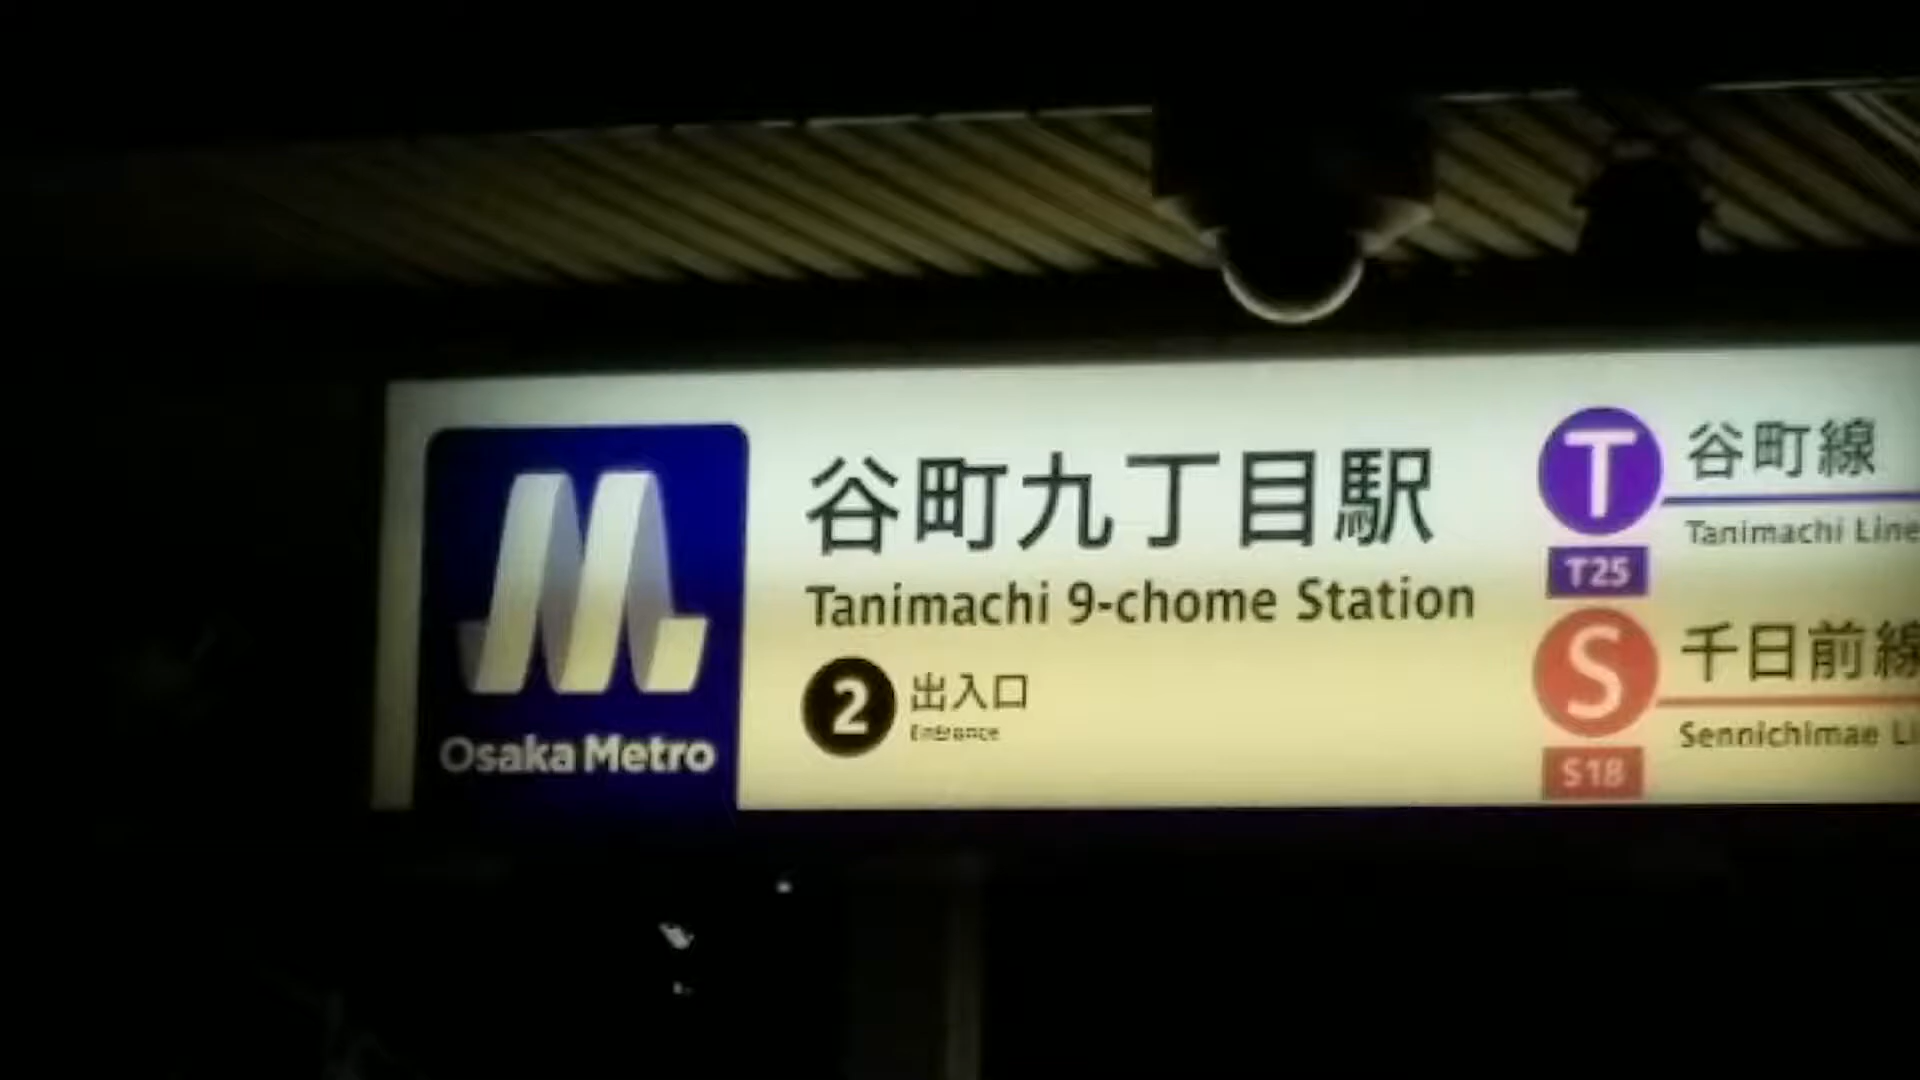 Osaka Metro
谷町九丁目駅
Tanimachi 9-chome Station
2 出入口
Entrance
T 谷町線
Tanimachi Line
T25
S 千日前線
Sennichimae Li
S18